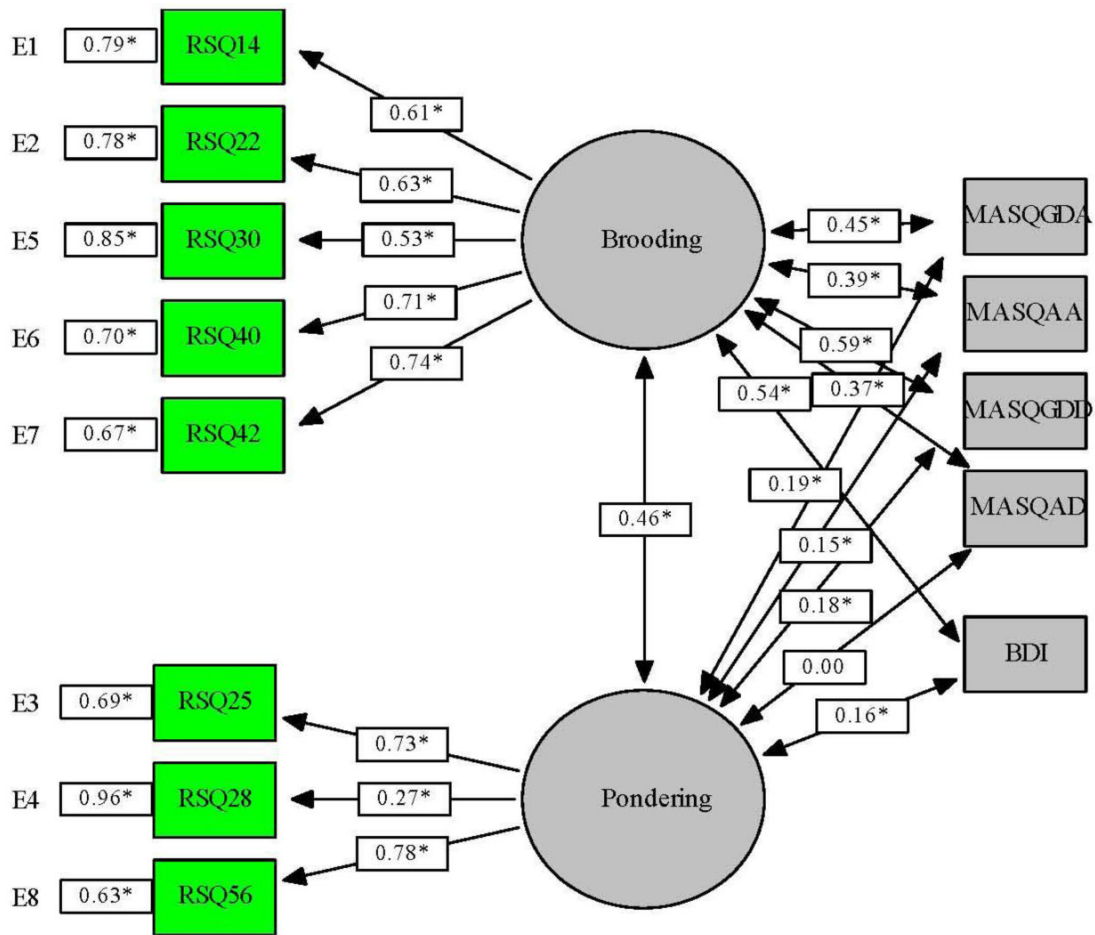 E1 0.79* RSQ14
0.61*
E2 0.78* RSQ22
0.63*
E5 0.85* RSQ30
0.53*
E6 0.70* RSQ40
0.71*
E7 0.67* RSQ42
0.74*
Brooding
0.45*
MASQGDA
0.39*
MASQAA
0.59*
0.54*
0.37*
MASQGDD
0.19*
MASQAD
0.46*
0.15*
0.18*
0.00
BDI
0.16*
E3 0.69* RSQ25
0.73*
E4 0.96* RSQ28
0.27*
Pondering
0.78*
E8 0.63* RSQ56